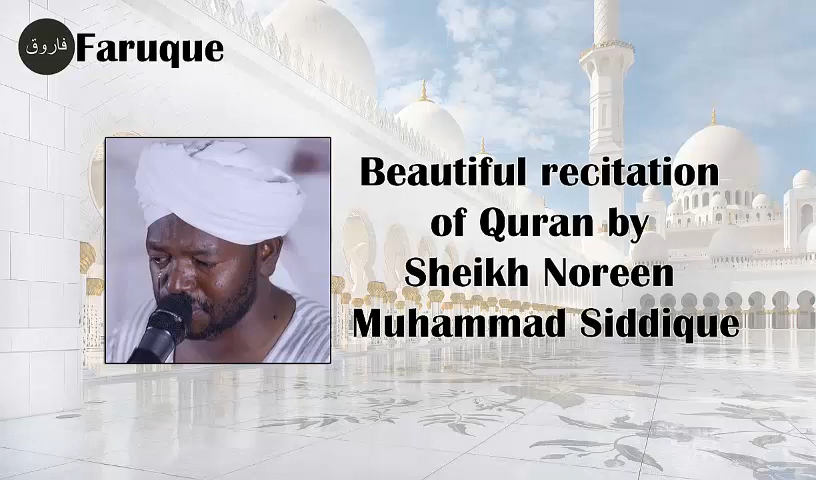 فاروق
Faruque
Beautiful recitation
of Quran by
Sheikh Noreen
Muhammad Siddique